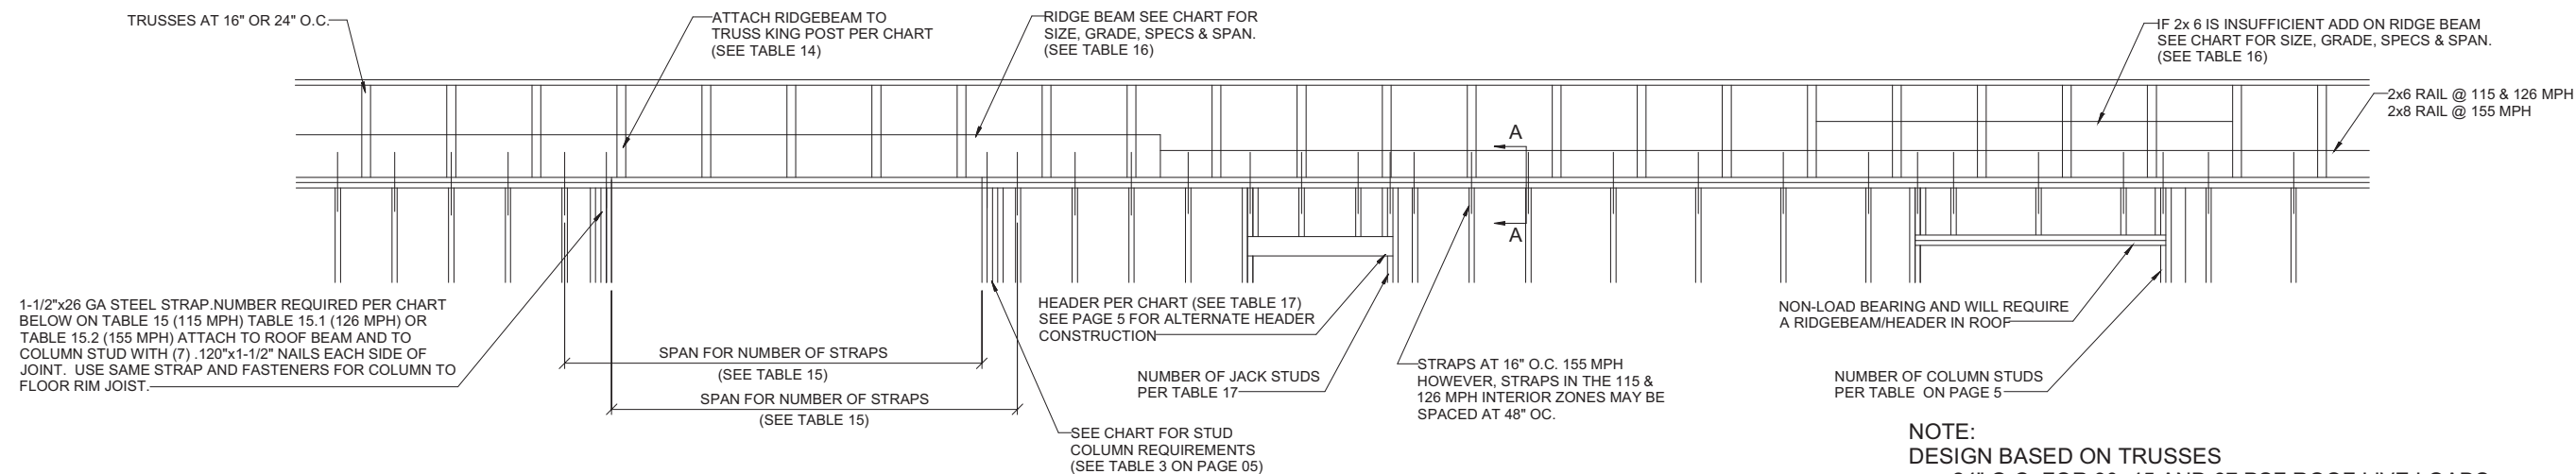 TRUSSES AT 16" OR 24" O.C.
ATTACH RIDGEBEAM TO
TRUSS KING POST PER CHART
(SEE TABLE 14)
RIDGE BEAM SEE CHART FOR
SIZE, GRADE, SPECS & SPAN.
(SEE TABLE 16)
IF 2x 6 IS INSUFFICIENT ADD ON RIDGE BEAM
SEE CHART FOR SIZE, GRADE, SPECS & SPAN.
(SEE TABLE 16)
2x6 RAIL @ 115 & 126 MPH
2x8 RAIL @ 155 MPH
A
A
1-1/2"x26 GA STEEL STRAP.NUMBER REQUIRED PER CHART
BELOW ON TABLE 15 (115 MPH) TABLE 15.1 (126 MPH) OR
TABLE 15.2 (155 MPH) ATTACH TO ROOF BEAM AND TO
COLUMN STUD WITH (7) .120"x1-1/2" NAILS EACH SIDE OF
JOINT. USE SAME STRAP AND FASTENERS FOR COLUMN TO
FLOOR RIM JOIST.
SPAN FOR NUMBER OF STRAPS
(SEE TABLE 15)
SPAN FOR NUMBER OF STRAPS
(SEE TABLE 15)
HEADER PER CHART (SEE TABLE 17)
SEE PAGE 5 FOR ALTERNATE HEADER
CONSTRUCTION
NUMBER OF JACK STUDS
PER TABLE 17
SEE CHART FOR STUD
COLUMN REQUIREMENTS
(SEE TABLE 3 ON PAGE 05)
STRAPS AT 16" O.C. 155 MPH
HOWEVER, STRAPS IN THE 115 &
126 MPH INTERIOR ZONES MAY BE
SPACED AT 48" OC.
NON-LOAD BEARING AND WILL REQUIRE
A RIDGEBEAM/HEADER IN ROOF
NUMBER OF COLUMN STUDS
PER TABLE ON PAGE 5
NOTE:
DESIGN BASED ON TRUSSES